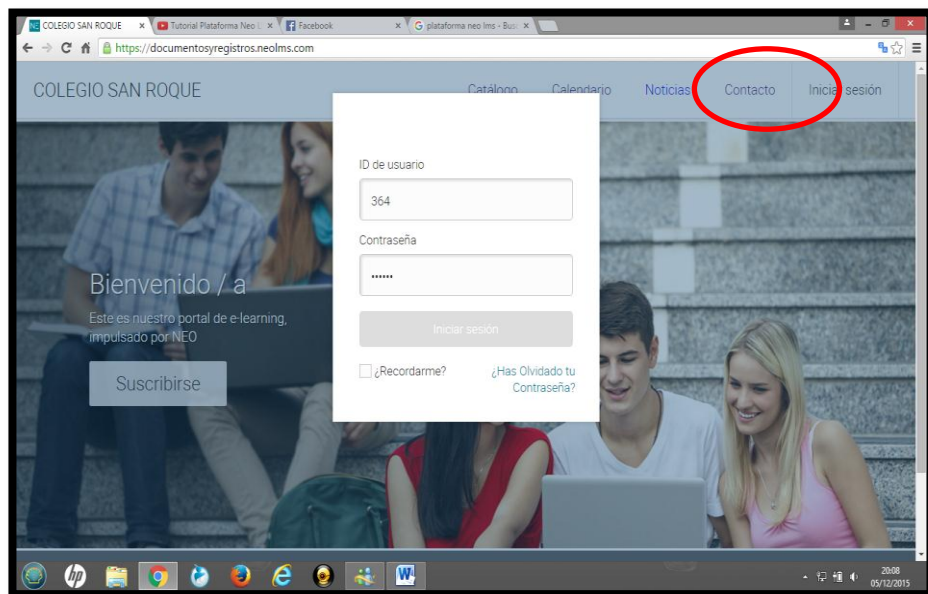 COLEGIO SAN ROQUE
Tutorial Plataforma Neo L
Facebook
plataforma neo lms - Bus
https://documentosyregistros.neolms.com
COLEGIO SAN ROQUE
Catálogo
Calendario
Noticias
Contacto
Iniciar sesión
ID de usuario
364
Contraseña
••••••
Iniciar sesión
¿Recordarme?
¿Has Olvidado tu
Contraseña?
Bienvenido / a
Este es nuestro portal de e-learning,
impulsado por NEO
Suscribirse
20:08
05/12/2015